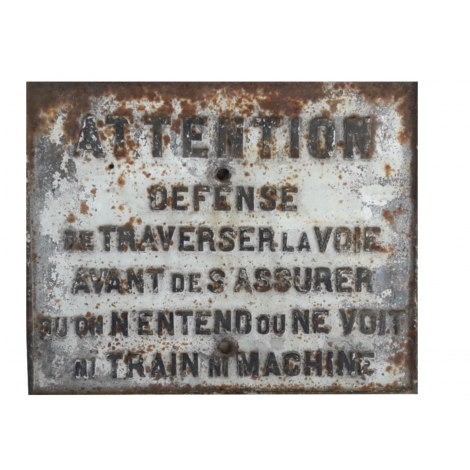 ATTENTION
DEFENSE
DE TRAVERSER LA VOIE
AVANT DE S'ASSURER
QU'ON N'ENTEND OU NE VOIT
NI TRAIN NI MACHINE